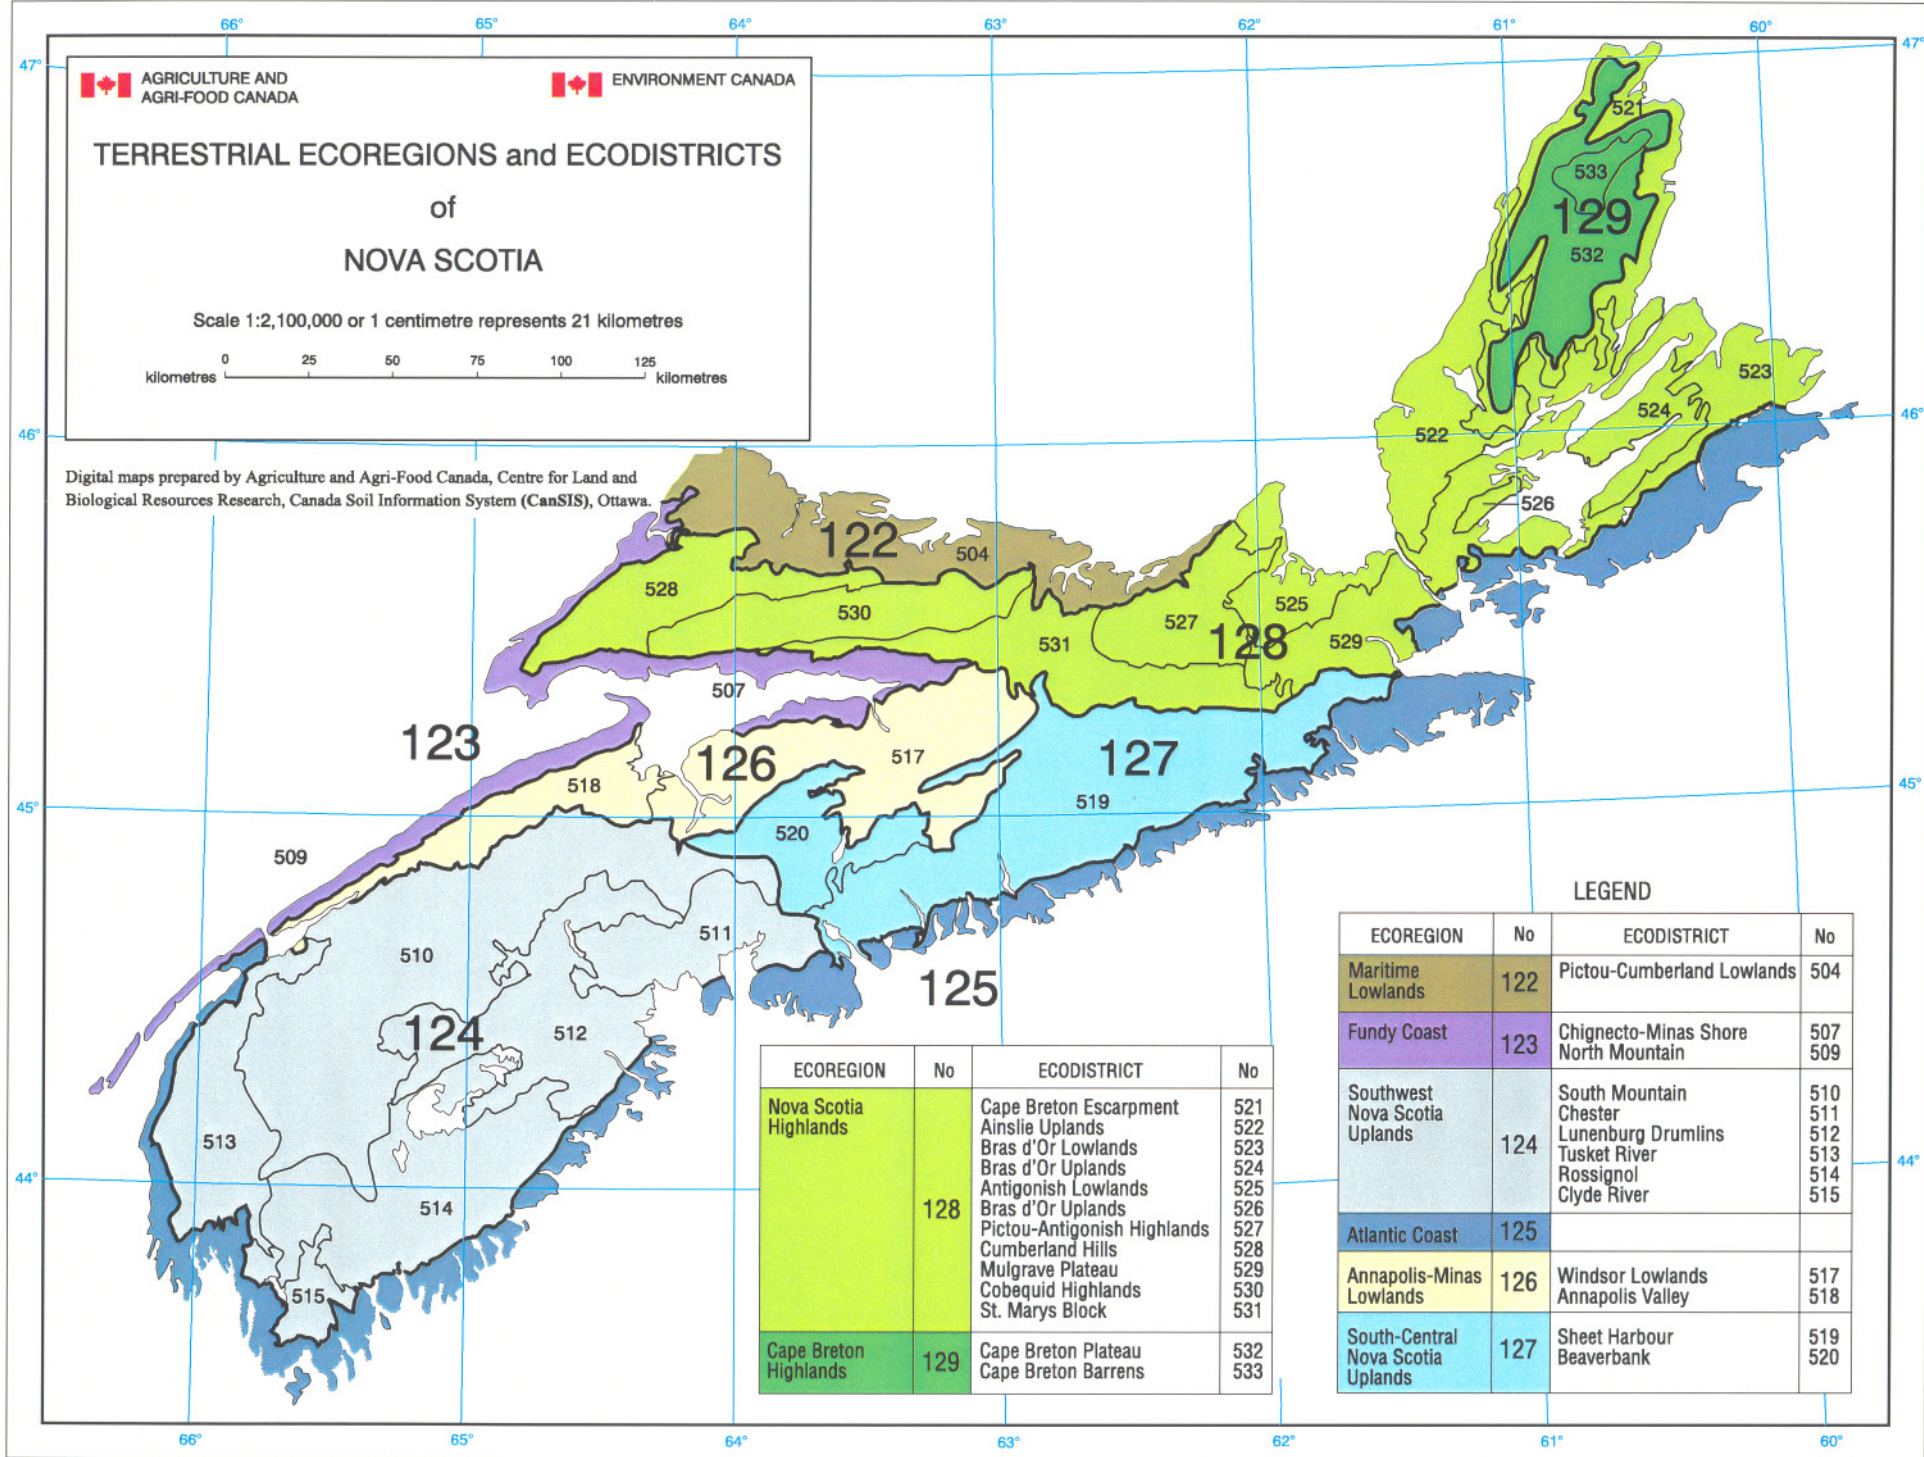 66° 65° 64° 63° 62° 61° 60°
47° 47°
AGRICULTURE AND
AGRI-FOOD CANADA
ENVIRONMENT CANADA
TERRESTRIAL ECOREGIONS and ECODISTRICTS
of
NOVA SCOTIA
Scale 1:2,100,000 or 1 centimetre represents 21 kilometres
0 25 50 75 100 125
kilometres kilometres
521
533
129
532
523
524
46° 46°
522
Digital maps prepared by Agriculture and Agri-Food Canada, Centre for Land and
Biological Resources Research, Canada Soil Information System (CanSIS), Ottawa.
526
122
504
528
530
525
527
531
128
529
507
123
126
517
127
518
519
45° 45°
520
509
511
510
125
124
512
513
44° 44°
514
515
LEGEND
ECOREGION No ECODISTRICT No
Maritime
Lowlands
122
Pictou-Cumberland Lowlands 504
Fundy Coast
123
Chignecto-Minas Shore 507
North Mountain 509
Southwest
Nova Scotia
Uplands
124
South Mountain 510
Chester 511
Lunenburg Drumlins 512
Tusket River 513
Rossignol 514
Clyde River 515
Atlantic Coast 125
Annapolis-Minas
Lowlands
126
Windsor Lowlands 517
Annapolis Valley 518
South-Central
Nova Scotia
Uplands
127
Sheet Harbour 519
Beaverbank 520
ECOREGION No ECODISTRICT No
Nova Scotia
Highlands
128
Cape Breton Escarpment 521
Ainslie Uplands 522
Bras d'Or Lowlands 523
Bras d'Or Uplands 524
Antigonish Lowlands 525
Bras d'Or Uplands 526
Pictou-Antigonish Highlands 527
Cumberland Hills 528
Mulgrave Plateau 529
Cobequid Highlands 530
St. Marys Block 531
Cape Breton
Highlands
129
Cape Breton Plateau 532
Cape Breton Barrens 533
66° 65° 64° 63° 62° 61° 60°